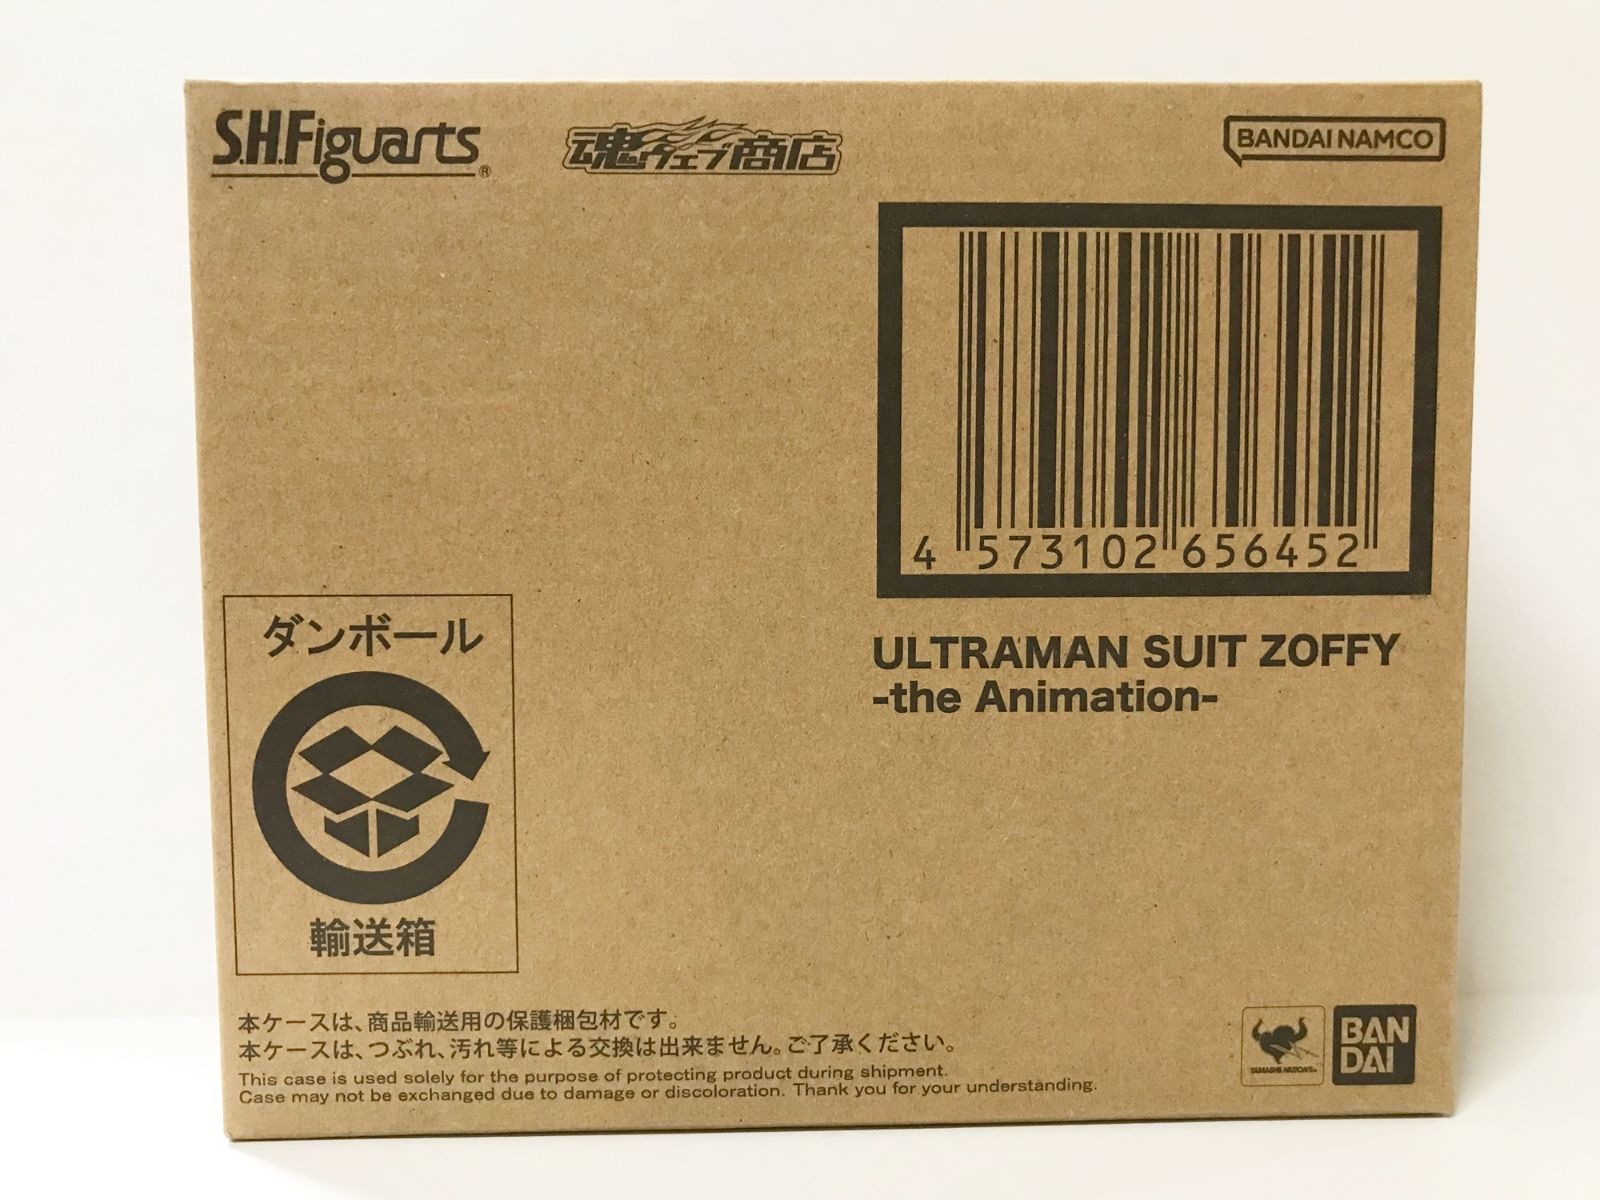 S.H.Figuarts®
魂ウェブ商店
BANDAI NAMCO
4 573102 656452
ULTRAMAN SUIT ZOFFY
-the Animation-
ダンボール
輸送箱
本ケースは、商品輸送用の保護梱包材です。
本ケースは、つぶれ、汚れ等による交換は出来ません。ご了承ください。
This case is used solely for the purpose of protecting product during shipment.
Case may not be exchanged due to damage or discoloration. Thank you for your understanding.
TAMASHII NATIONS
BAN
DAI